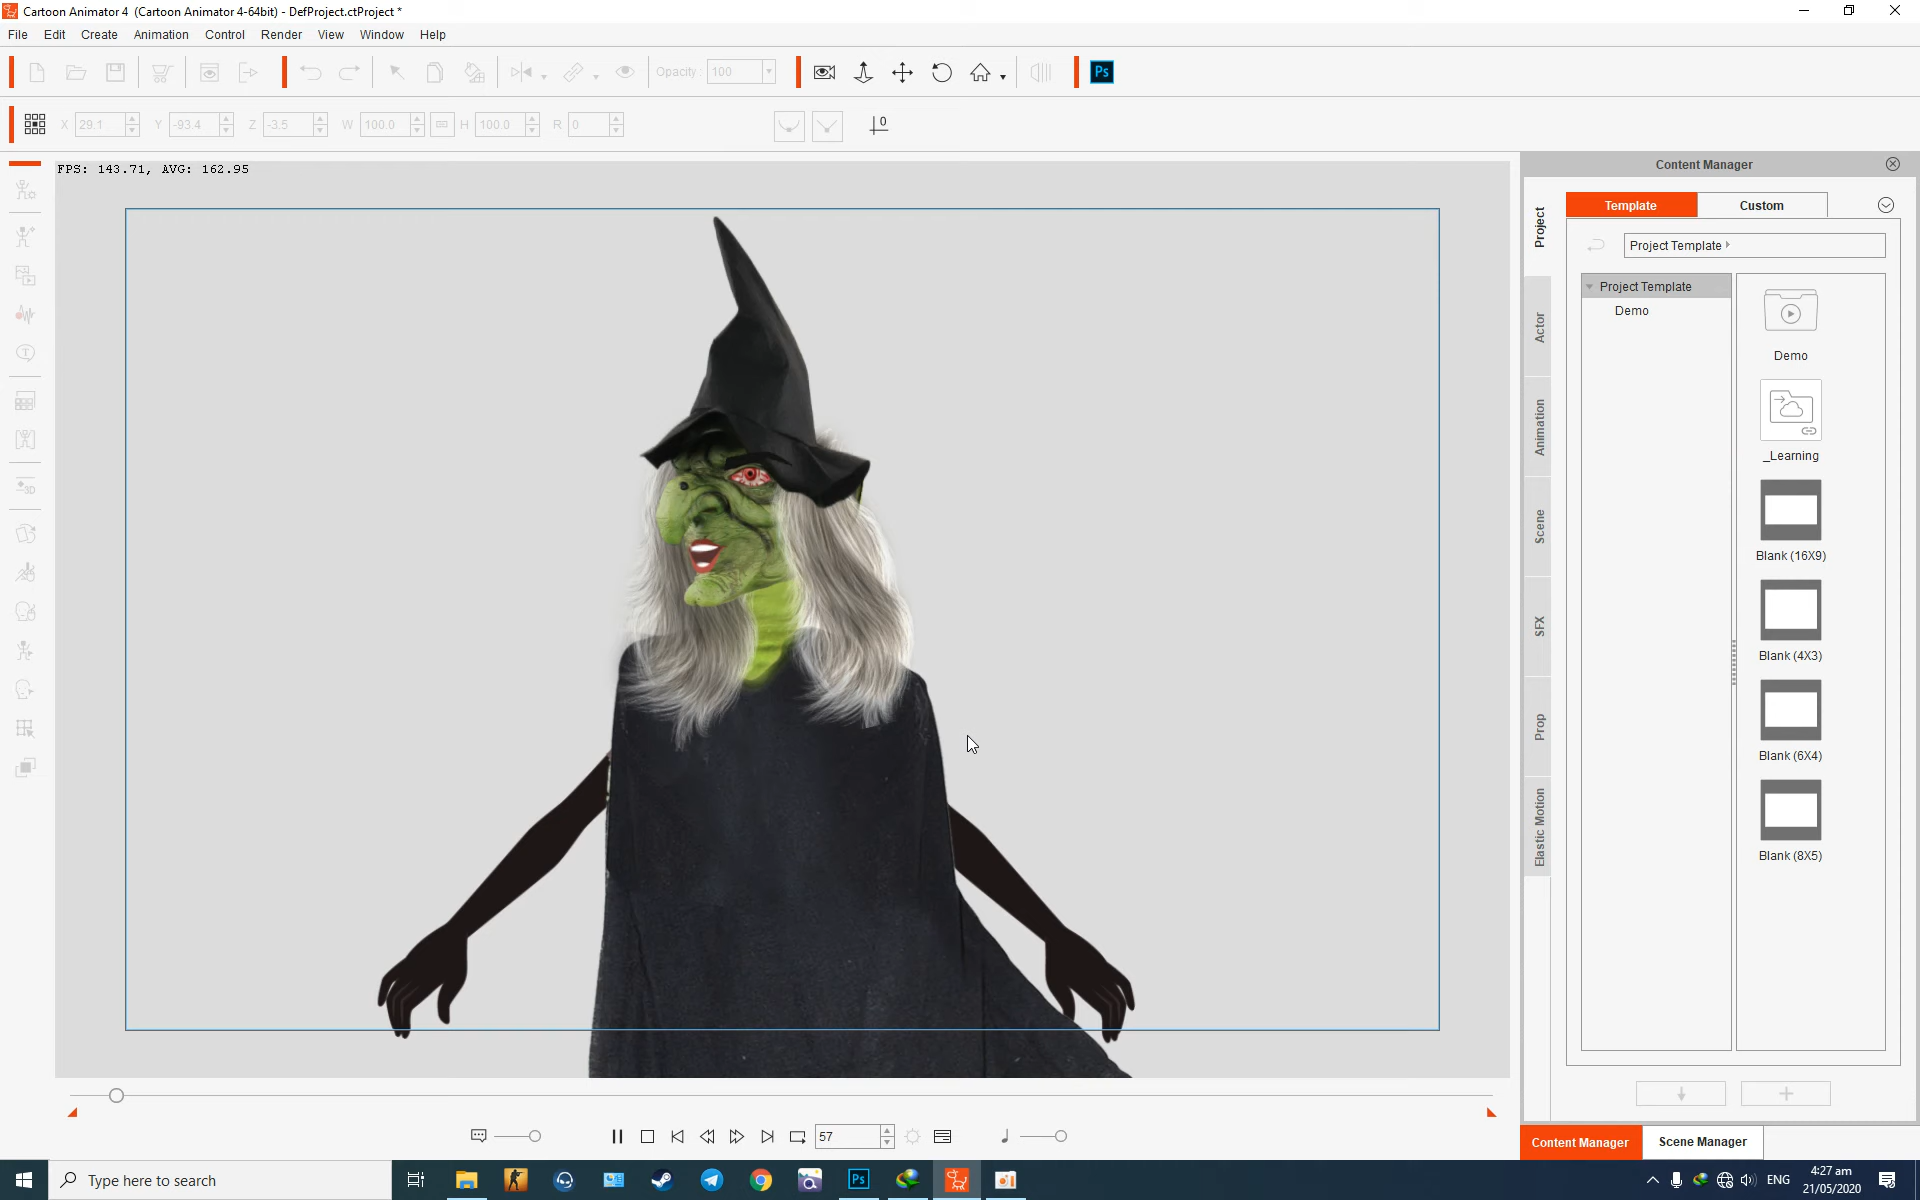 Cartoon Animator 4 (Cartoon Animator 4-64bit) - DefProject.ctProject *
File Edit Create Animation Control Render View Window Help
Opacity: 100 Ps
X 29.1 Y -93.4 Z -3.5 W 100.0 H 100.0 R 0 0
FPS: 143.71, AVG: 162.95
Content Manager
Template Custom
Project Template
Project Template
Demo
Demo
_Learning
Blank (16X9)
Blank (4X3)
Blank (6X4)
Blank (8X5)
Project
Actor
Animation
Scene
SFX
Prop
Elastic Motion
57
Content Manager Scene Manager
Type here to search
Ps
ENG
4:27 am
21/05/2020